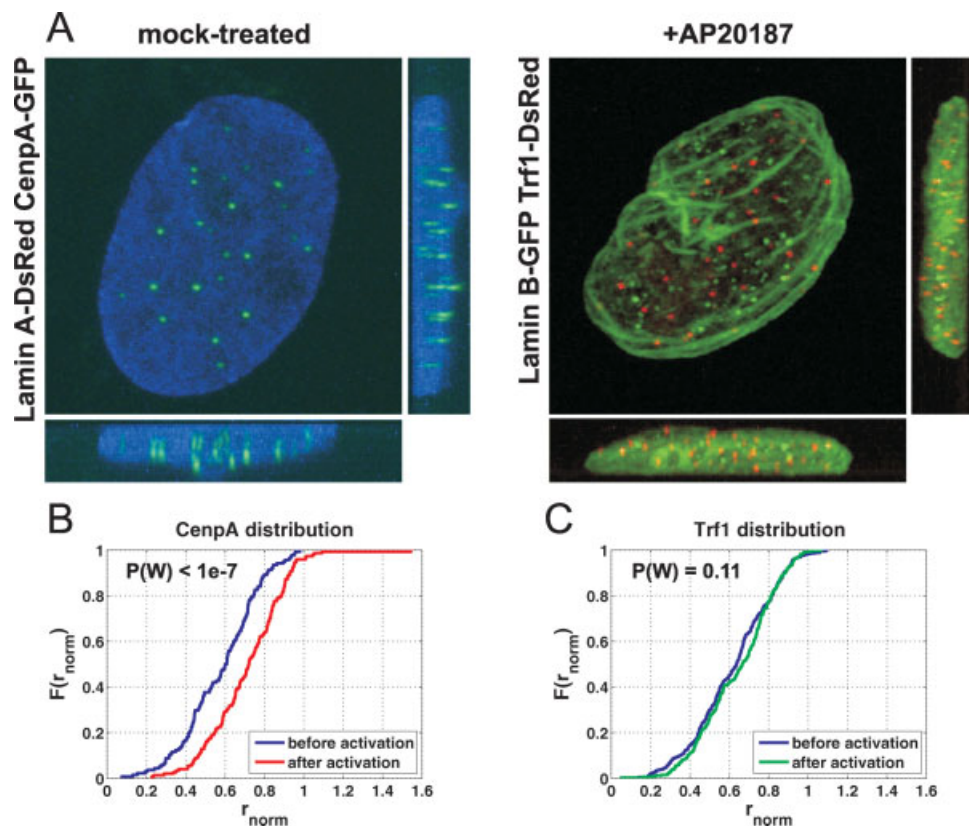 A
mock-treated
+AP20187
Lamin A-DsRed CenpA-GFP
Lamin B-GFP Trf1-DsRed
B
CenpA distribution
P(W) < 1e-7
F(r_norm)
1
0.8
0.6
0.4
0.2
0
0 0.2 0.4 0.6 0.8 1 1.2 1.4 1.6
r_norm
before activation
after activation
C
Trf1 distribution
P(W) = 0.11
F(r_norm)
1
0.8
0.6
0.4
0.2
0
0 0.2 0.4 0.6 0.8 1 1.2 1.4 1.6
r_norm
before activation
after activation